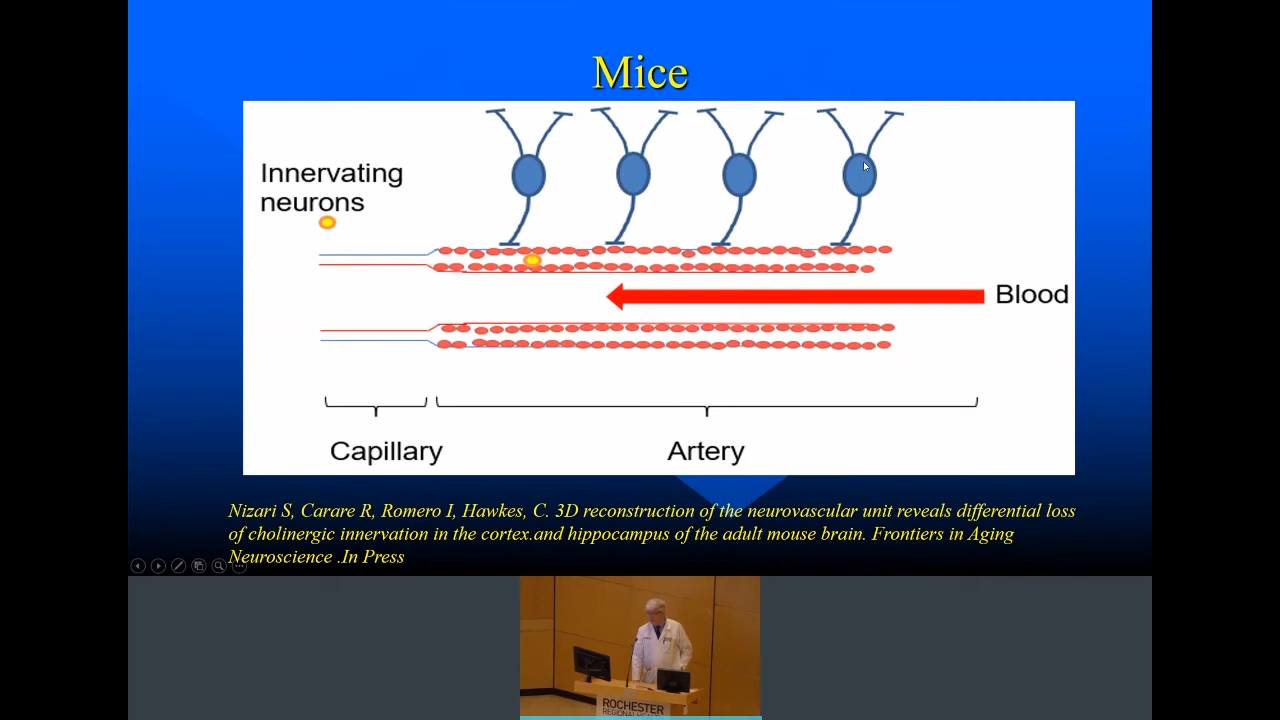 Mice
Innervating
neurons
Blood
Capillary
Artery
Nizari S, Carare R, Romero I, Hawkes, C. 3D reconstruction of the neurovascular unit reveals differential loss
of cholinergic innervation in the cortex.and hippocampus of the adult mouse brain. Frontiers in Aging
Neuroscience .In Press
ROCHESTER
REGIONAL HEALTH